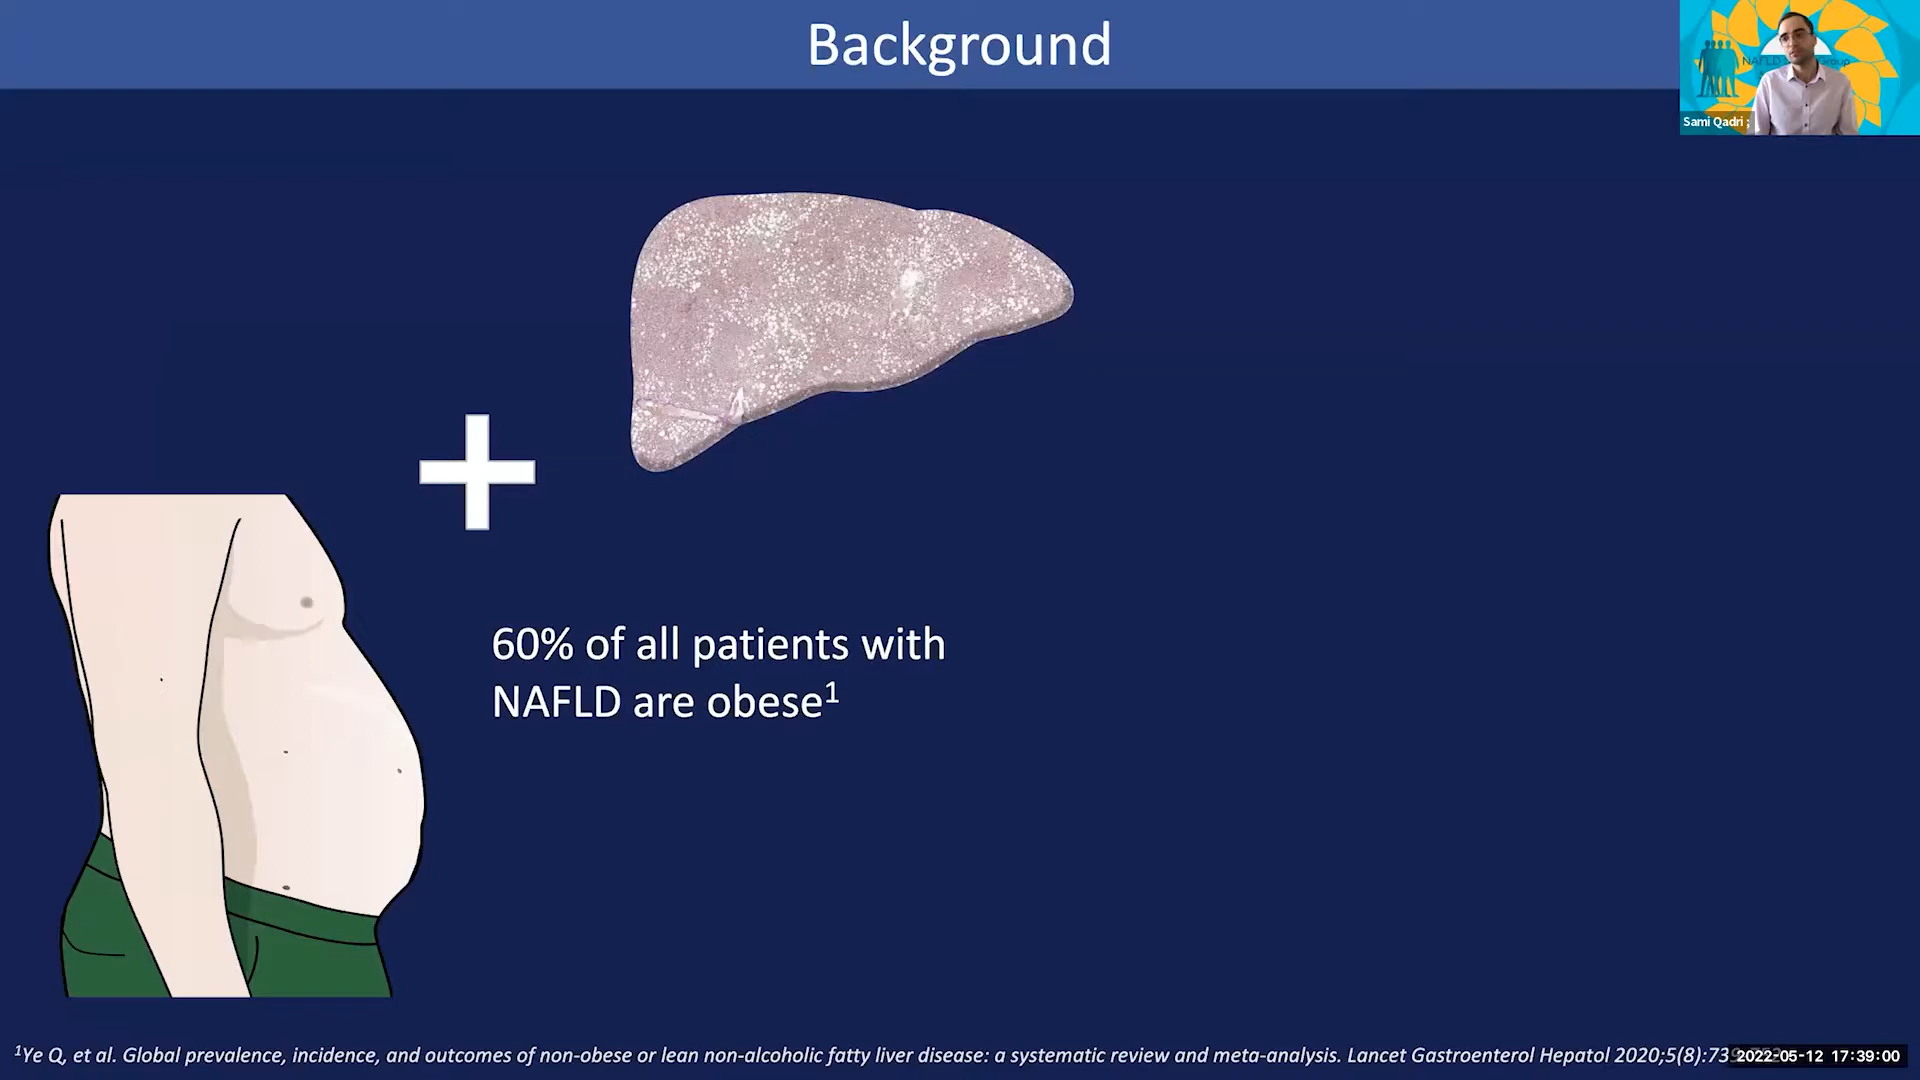 Background
NAFLD Group
Sami Qadri ;
60% of all patients with
NAFLD are obese¹
¹Ye Q, et al. Global prevalence, incidence, and outcomes of non-obese or lean non-alcoholic fatty liver disease: a systematic review and meta-analysis. Lancet Gastroenterol Hepatol 2020;5(8):73
2022-05-12 17:39:00